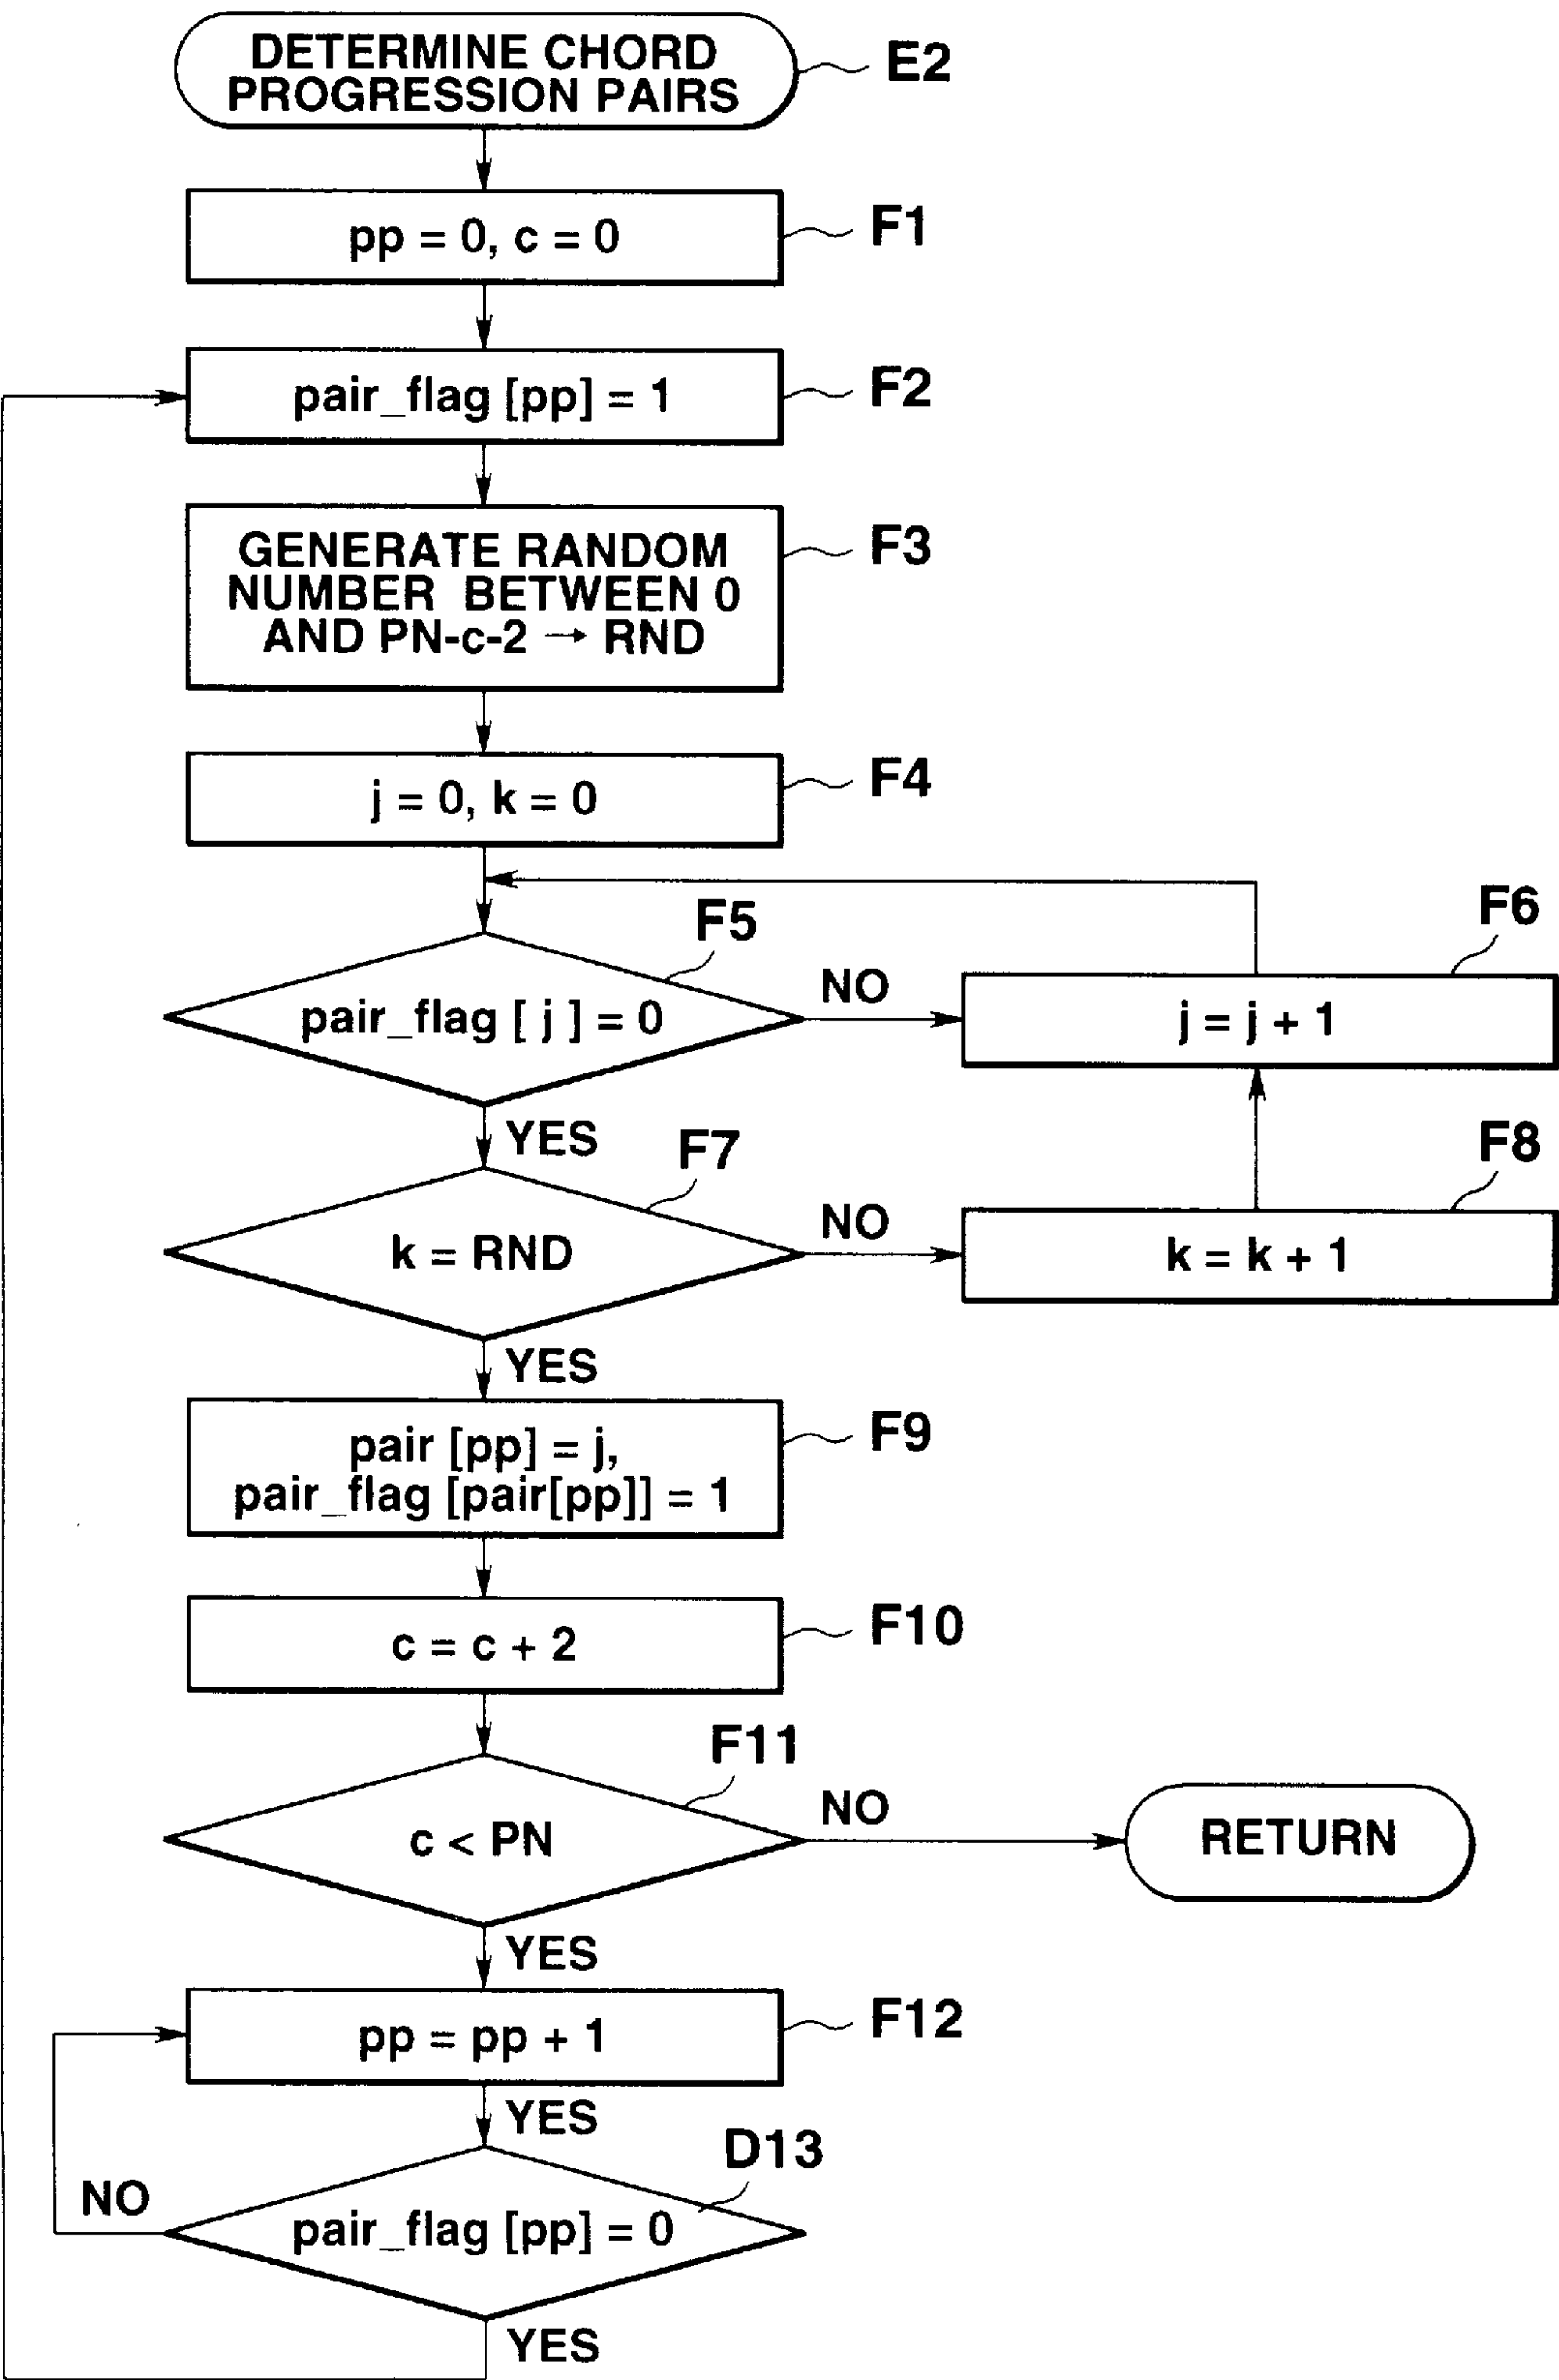 DETERMINE CHORD
PROGRESSION PAIRS
E2
pp = 0, c = 0
F1
pair_flag [pp] = 1
F2
GENERATE RANDOM
NUMBER BETWEEN 0
AND PN-c-2 → RND
F3
j = 0, k = 0
F4
F5
pair_flag [ j ] = 0
NO
F6
j = j + 1
YES
F7
k = RND
NO
F8
k = k + 1
YES
pair [pp] = j,
pair_flag [pair[pp]] = 1
F9
c = c + 2
F10
F11
c < PN
NO
RETURN
YES
pp = pp + 1
F12
YES
D13
NO
pair_flag [pp] = 0
YES